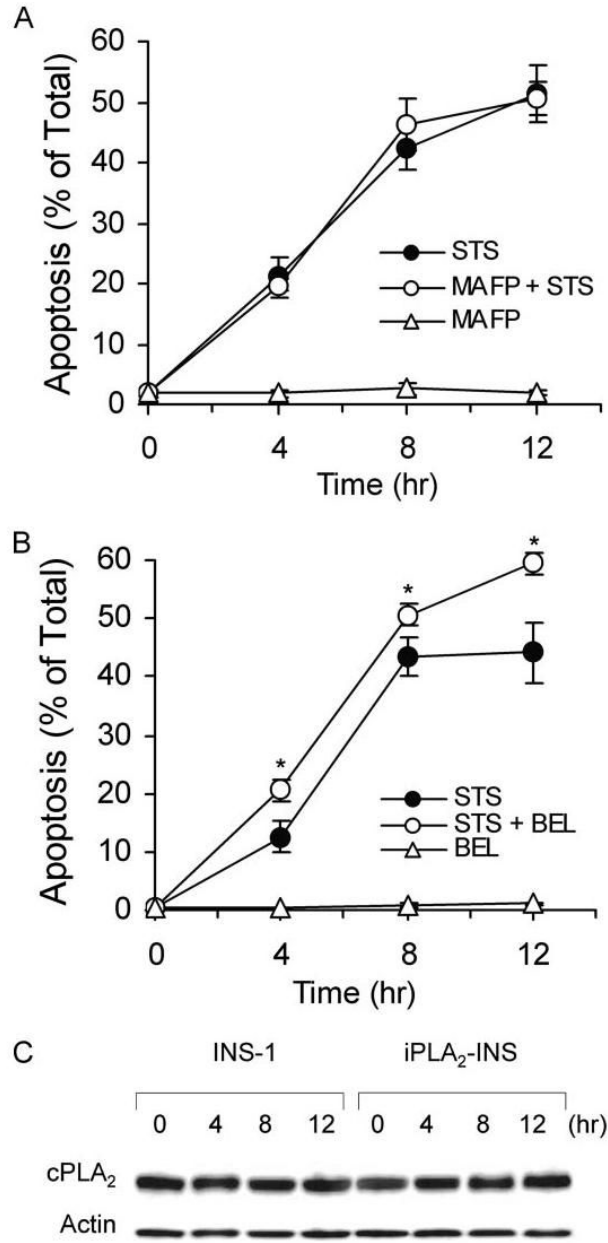 A
60
50
40
30
20
10
0
Apoptosis (% of Total)
STS
MAFP + STS
MAFP
0 4 8 12
Time (hr)
B
60
50
40
30
20
10
0
Apoptosis (% of Total)
* * *
STS
STS + BEL
BEL
0 4 8 12
Time (hr)
C
INS-1 iPLA₂-INS
0 4 8 12 0 4 8 12 (hr)
cPLA₂
Actin